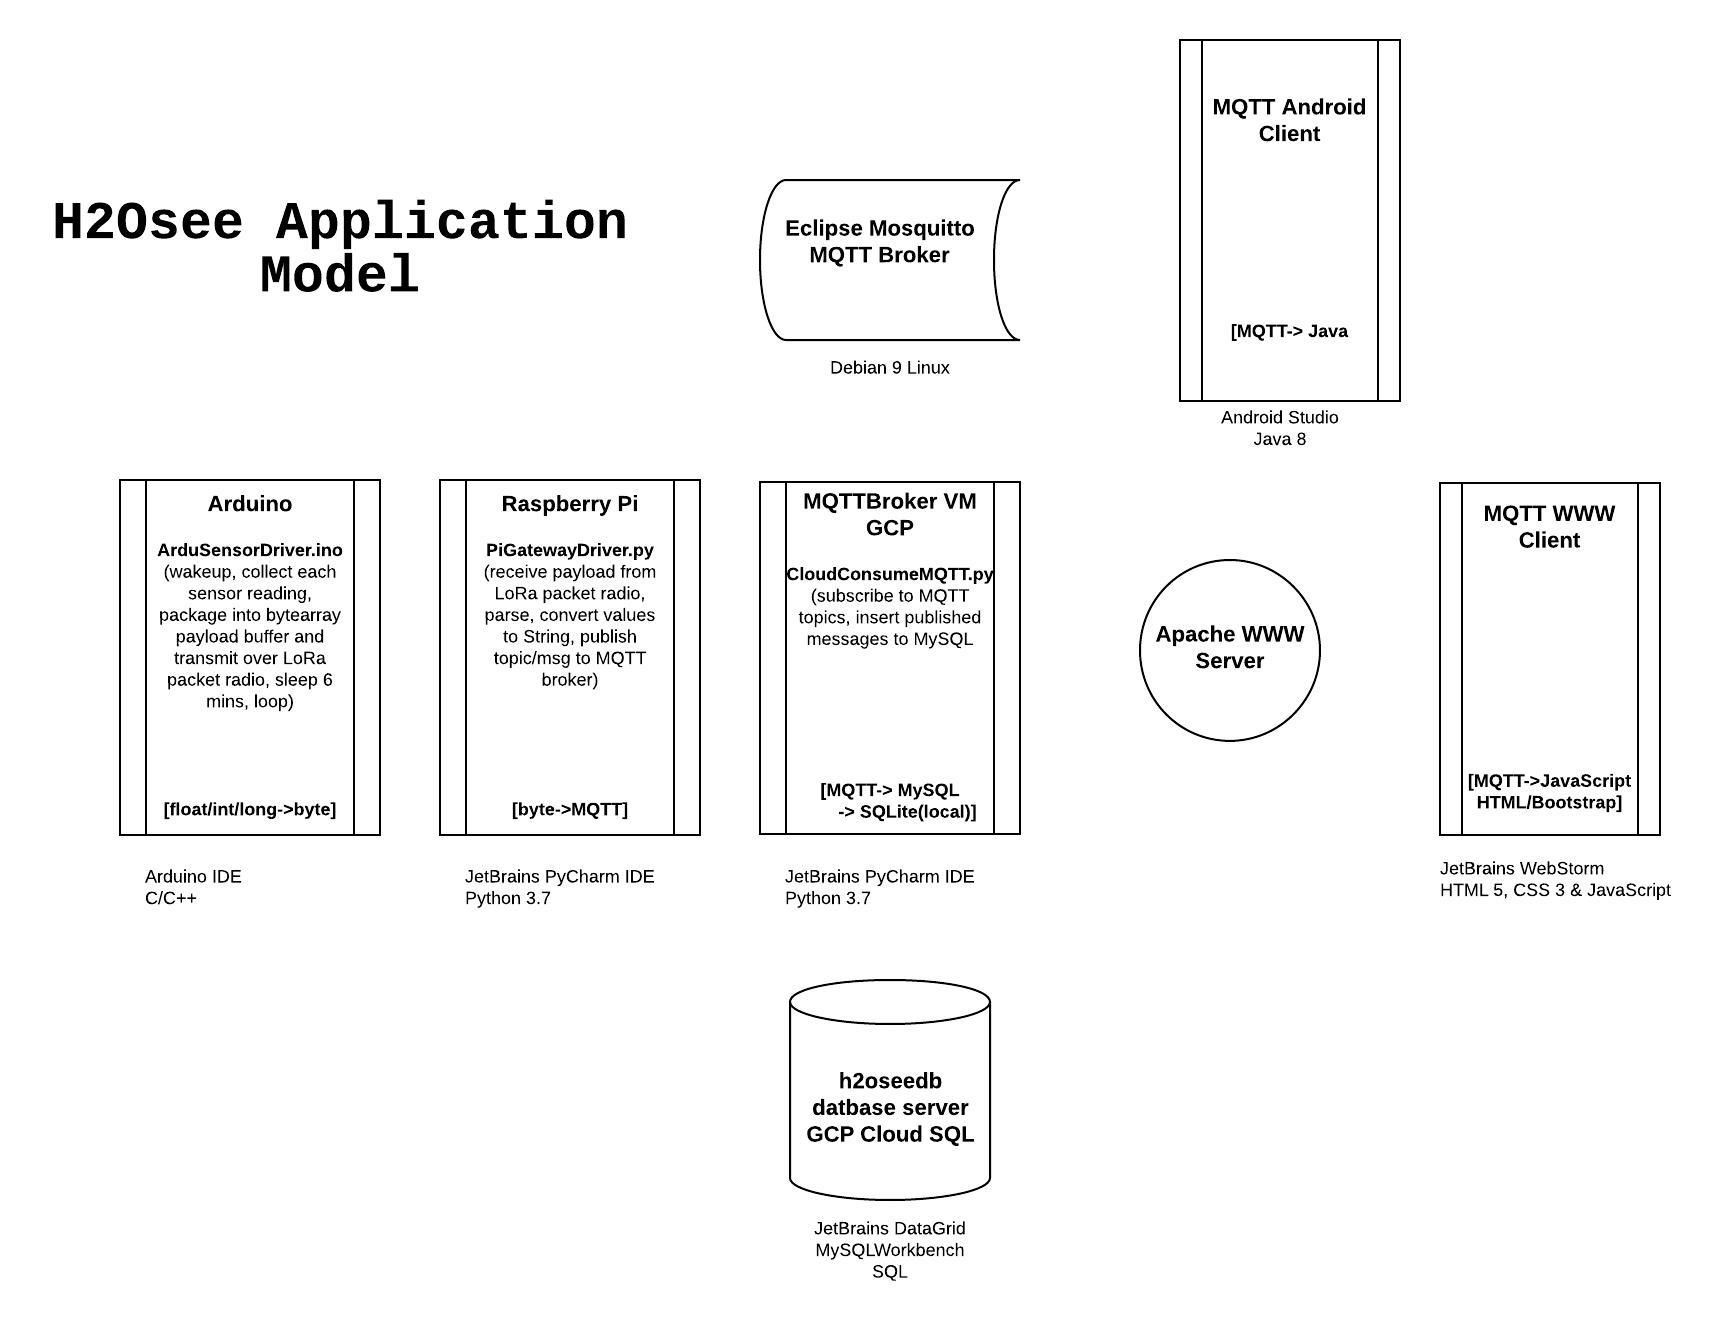 H2Osee Application
Model
Eclipse Mosquitto
MQTT Broker
Debian 9 Linux
MQTT Android
Client
[MQTT-> Java
Android Studio
Java 8
Arduino
ArduSensorDriver.ino
(wakeup, collect each
sensor reading,
package into bytearray
payload buffer and
transmit over LoRa
packet radio, sleep 6
mins, loop)
[float/int/long->byte]
Arduino IDE
C/C++
Raspberry Pi
PiGatewayDriver.py
(receive payload from
LoRa packet radio,
parse, convert values
to String, publish
topic/msg to MQTT
broker)
[byte->MQTT]
JetBrains PyCharm IDE
Python 3.7
MQTTBroker VM
GCP
CloudConsumeMQTT.py
(subscribe to MQTT
topics, insert published
messages to MySQL
[MQTT-> MySQL
-> SQLite(local)]
JetBrains PyCharm IDE
Python 3.7
Apache WWW
Server
MQTT WWW
Client
[MQTT->JavaScript
HTML/Bootstrap]
JetBrains WebStorm
HTML 5, CSS 3 & JavaScript
h2oseedb
datbase server
GCP Cloud SQL
JetBrains DataGrid
MySQLWorkbench
SQL